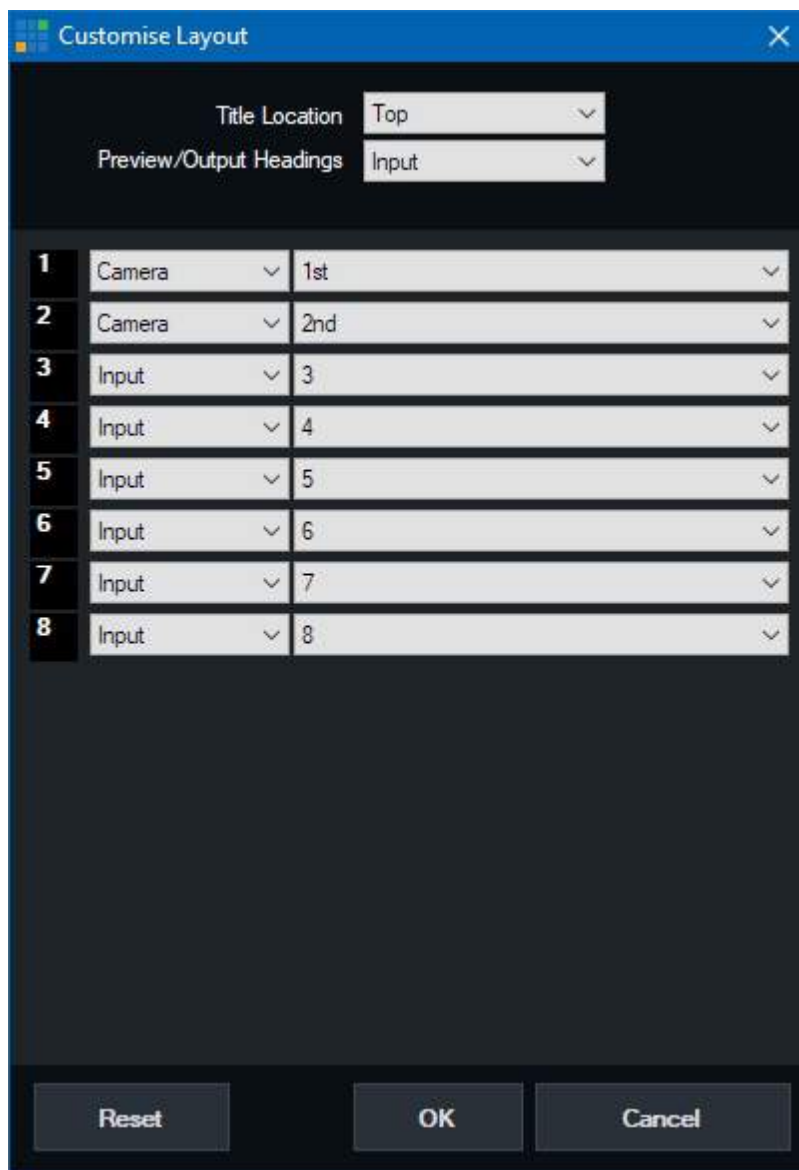 Customise Layout
Title Location Top
Preview/Output Headings Input
1 Camera 1st
2 Camera 2nd
3 Input 3
4 Input 4
5 Input 5
6 Input 6
7 Input 7
8 Input 8
Reset OK Cancel